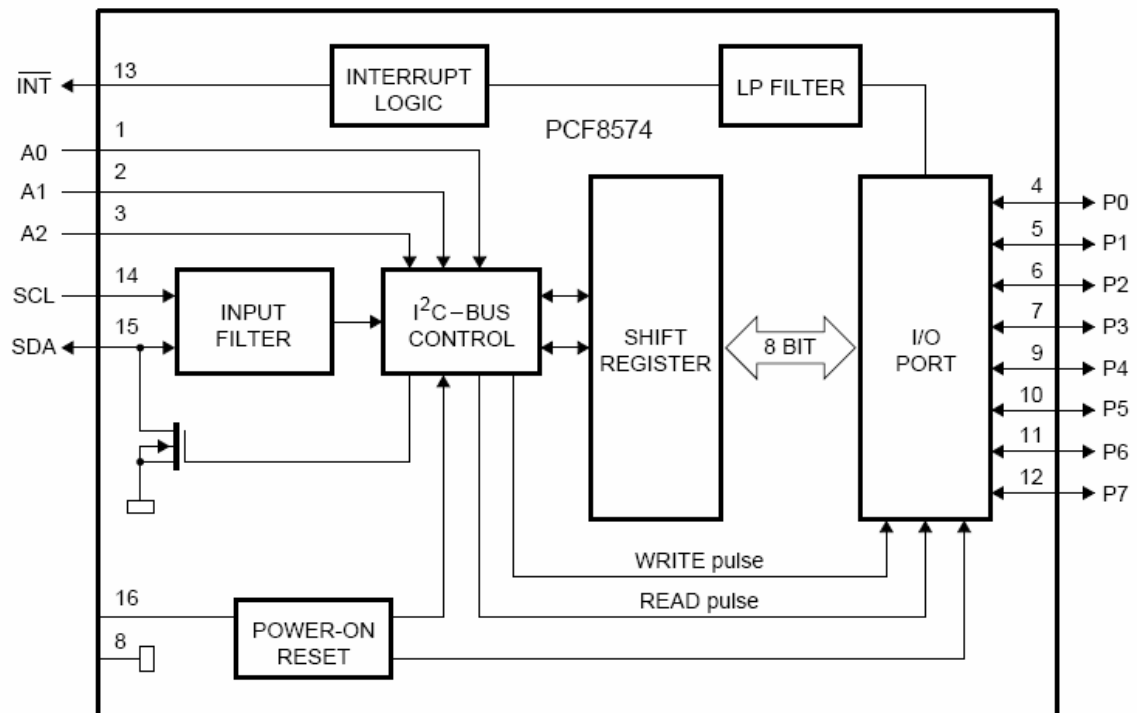 INT
13
INTERRUPT
LOGIC
LP FILTER
PCF8574
A0
1
A1
2
A2
3
SCL
14
SDA
15
INPUT
FILTER
I²C–BUS
CONTROL
SHIFT
REGISTER
8 BIT
I/O
PORT
4
P0
5
P1
6
P2
7
P3
9
P4
10
P5
11
P6
12
P7
WRITE pulse
READ pulse
16
8
POWER-ON
RESET